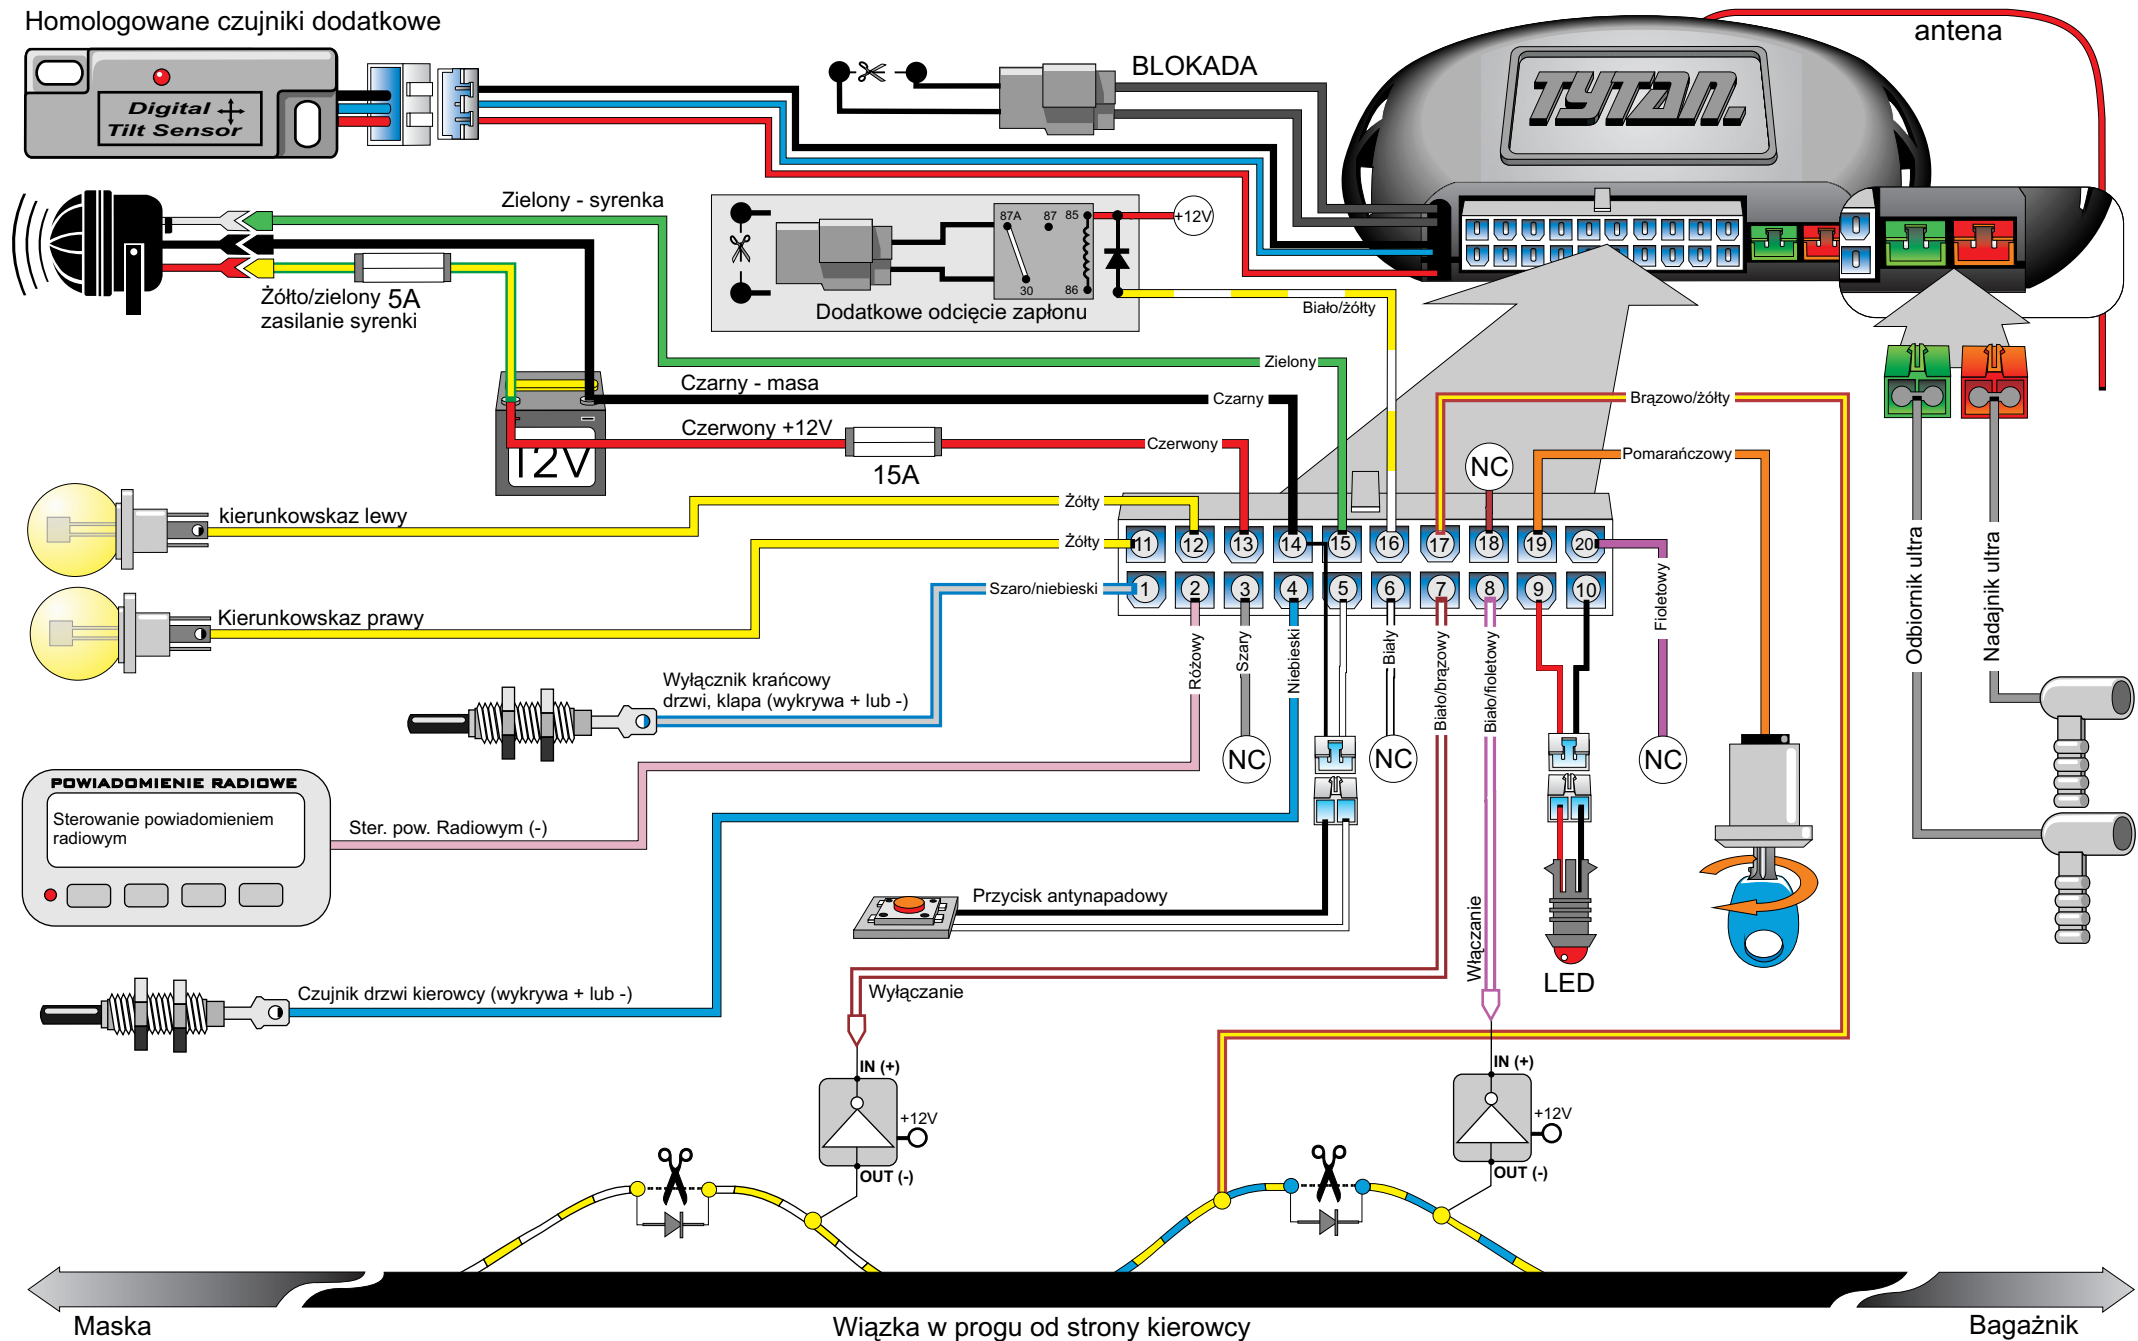 Homologowane czujniki dodatkowe
Digital
Tilt Sensor
BLOKADA
TYTAN.
antena
Zielony - syrenka
Żółto/zielony 5A
zasilanie syrenki
87A 87 85
30 86
+12V
Dodatkowe odcięcie zapłonu
Biało/żółty
Zielony
Czarny - masa
Czarny
Czerwony +12V
Czerwony
15A
12V
Brązowo/żółty
NC
Pomarańczowy
kierunkowskaz lewy
Żółty
Kierunkowskaz prawy
Żółty
Szaro/niebieski
11 12 13 14 15 16 17 18 19 20
1 2 3 4 5 6 7 8 9 10
Różowy
Szary
Niebieski
Biały
Biało/brązowy
Biało/fioletowy
Fioletowy
Odbiornik ultra
Nadajnik ultra
Wyłącznik krańcowy
drzwi, klapa (wykrywa + lub -)
NC
NC
NC
POWIADOMIENIE RADIOWE
Sterowanie powiadomieniem
radiowym
Ster. pow. Radiowym (-)
Przycisk antynapadowy
Włączanie
LED
Czujnik drzwi kierowcy (wykrywa + lub -)
Wyłączanie
IN (+)
+12V
OUT (-)
IN (+)
+12V
OUT (-)
Maska
Wiązka w progu od strony kierowcy
Bagażnik